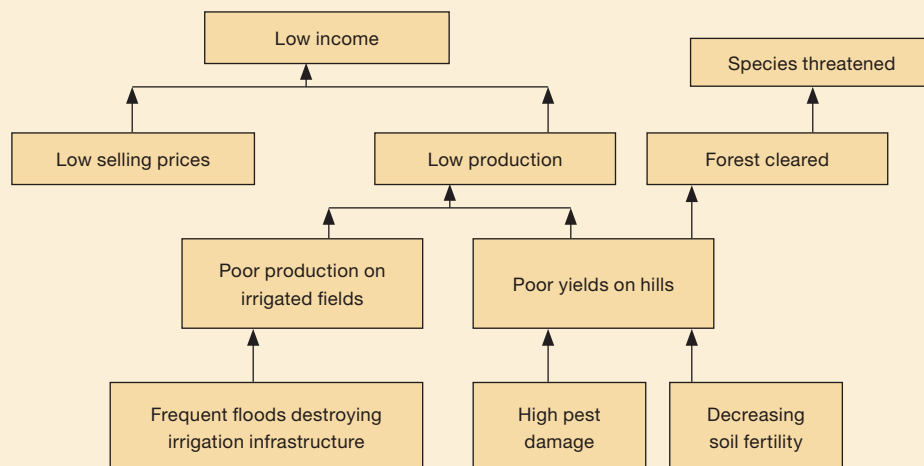 Low income
Species threatened
Low selling prices
Low production
Forest cleared
Poor production on
irrigated fields
Poor yields on hills
Frequent floods destroying
irrigation infrastructure
High pest
damage
Decreasing
soil fertility